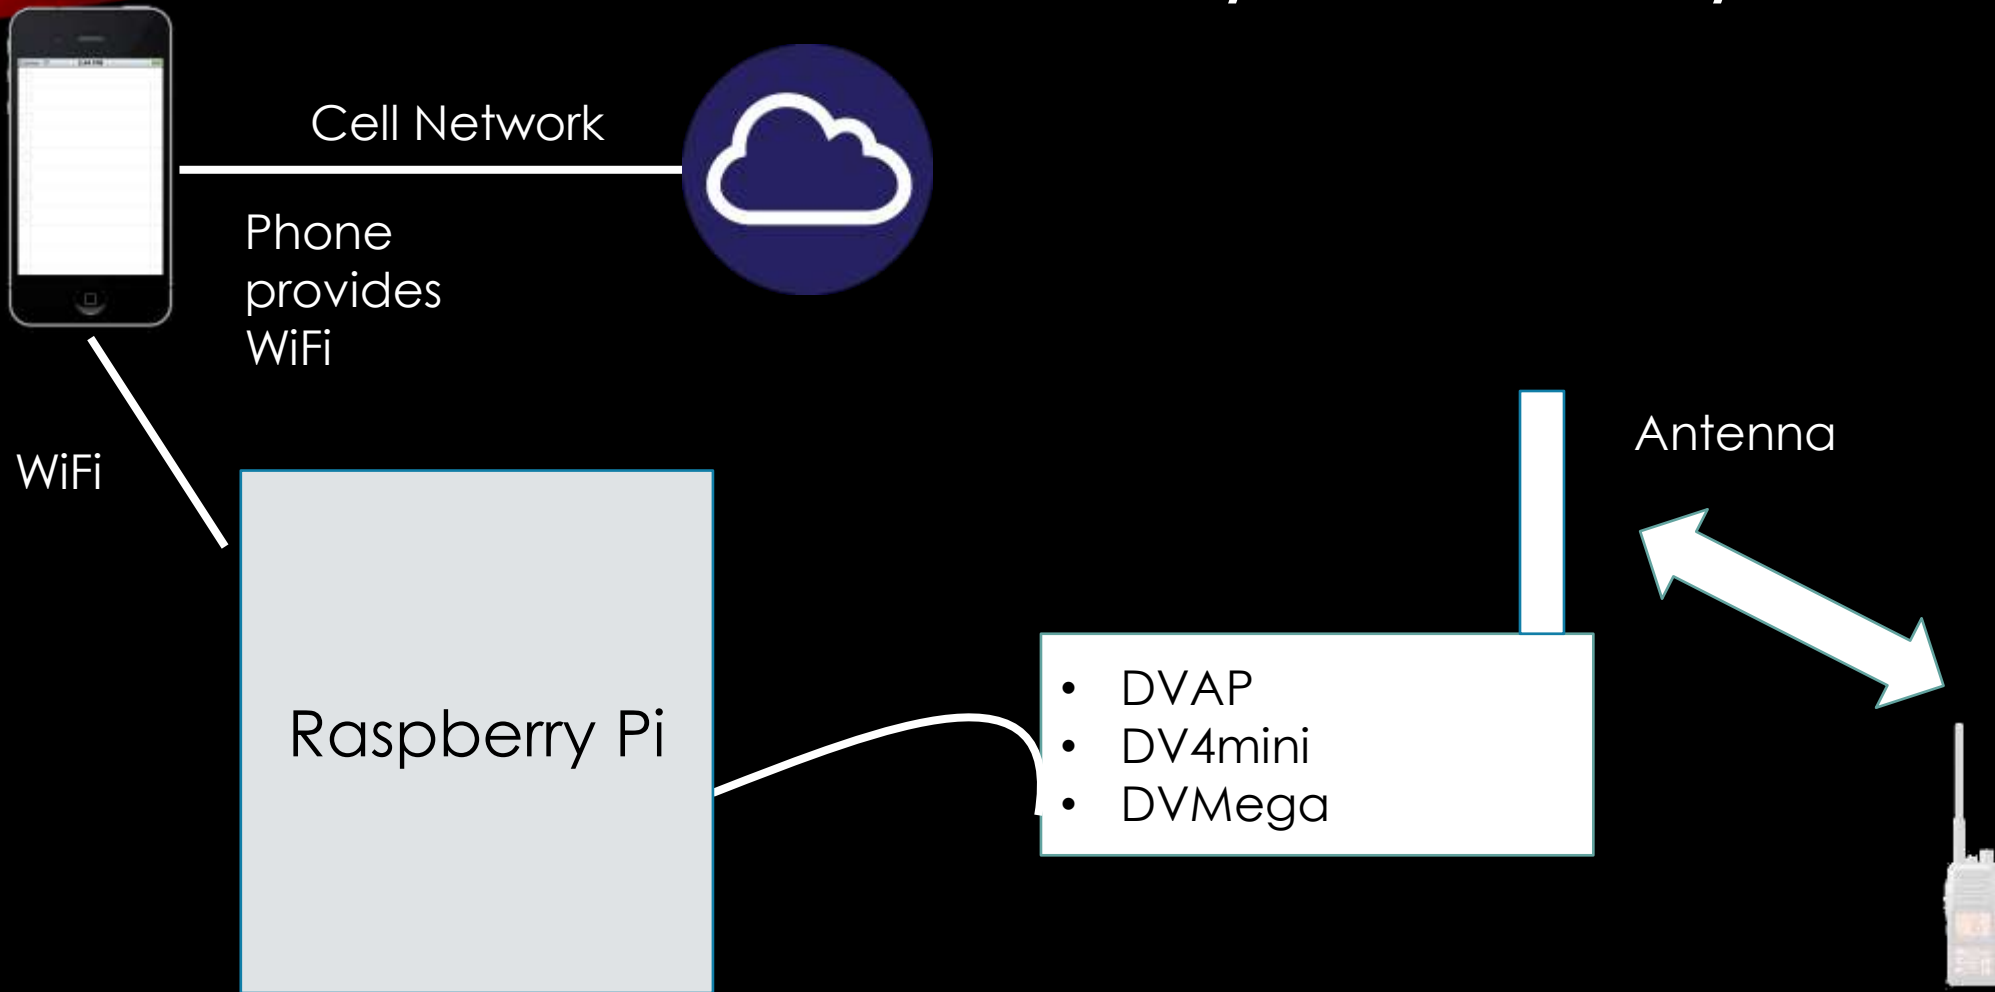 Cell Network
Phone
provides
WiFi
WiFi
Antenna
Raspberry Pi
• DVAP
• DV4mini
• DVMega